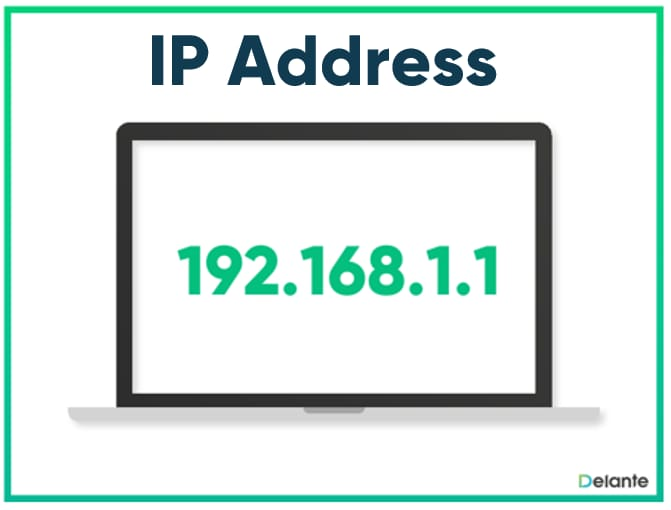 IP Address
192.168.1.1
Delante